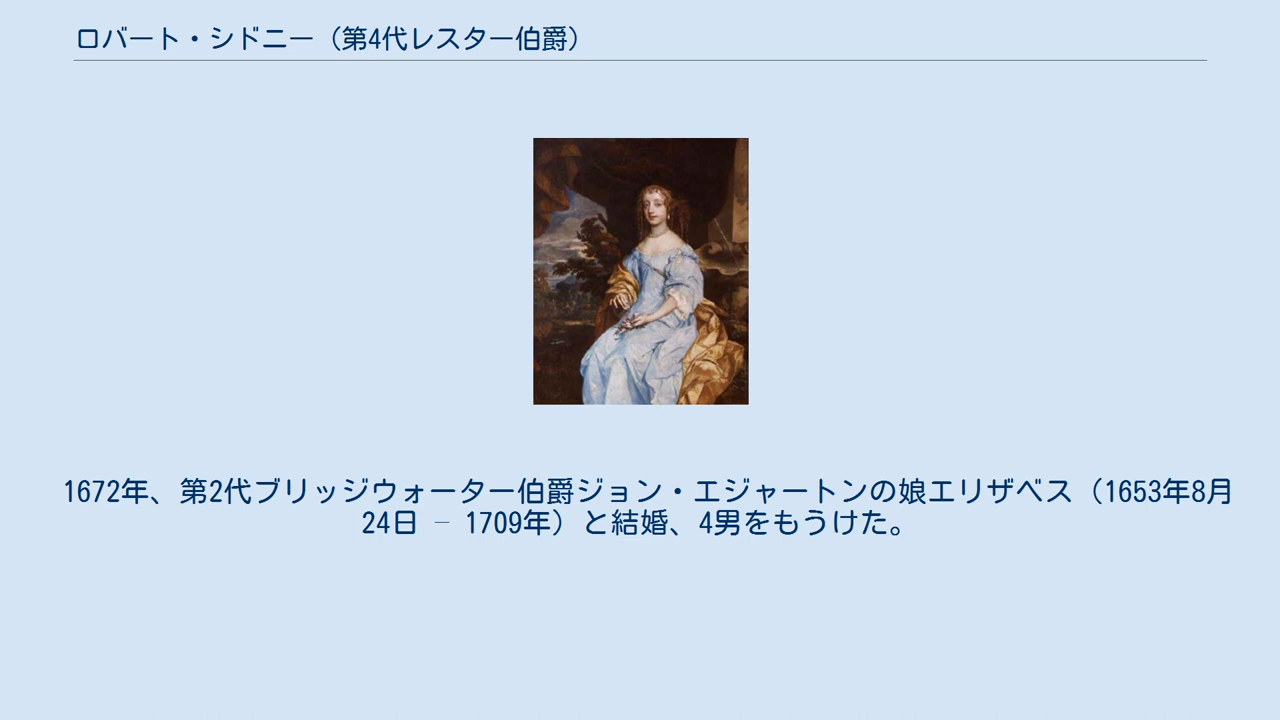 ロバート・シドニー（第4代レスター伯爵）
1672年、第2代ブリッジウォーター伯爵ジョン・エジャートンの娘エリザベス（1653年8月
24日 – 1709年）と結婚、4男をもうけた。